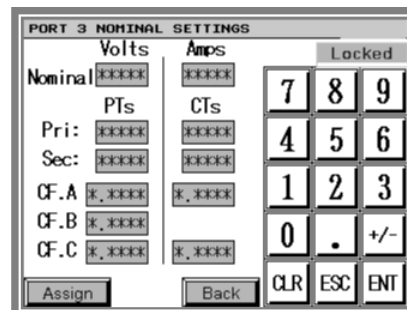 PORT 3 NOMINAL SETTINGS
Volts Amps
Locked
Nominal ***** *****
PTs CTs
Pri: ***** *****
Sec: ***** *****
CF.A *.**** *.****
CF.B *.****
CF.C *.**** *.****
Assign Back
7 8 9
4 5 6
1 2 3
0 . +/-
CLR ESC ENT